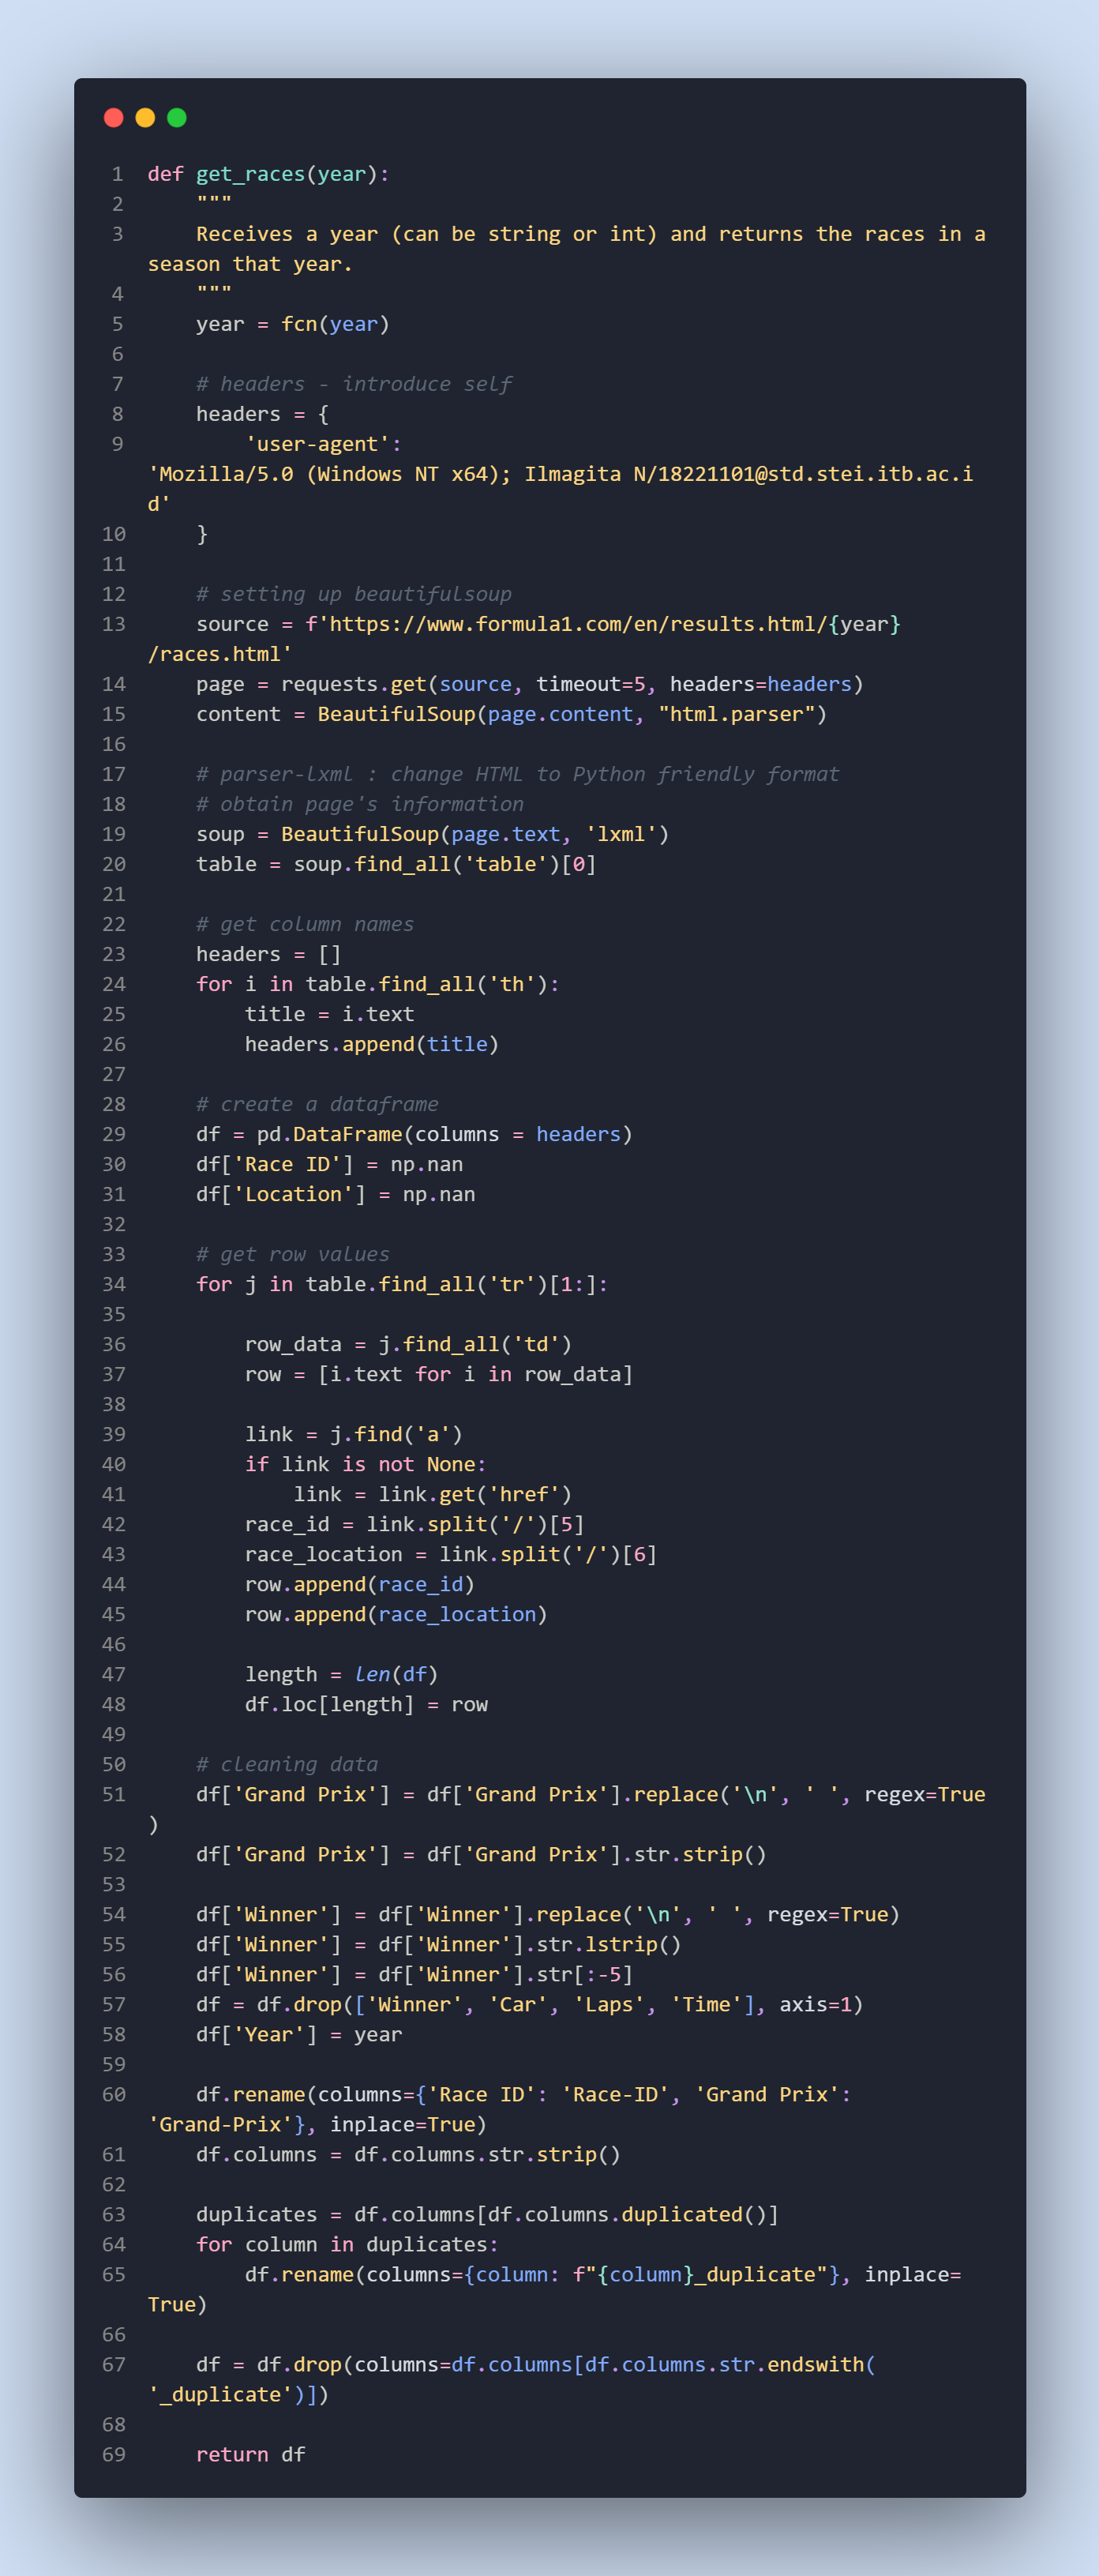 1 def get_races(year):
2     """
3     Receives a year (can be string or int) and returns the races in a
season that year.
4     """
5     year = fcn(year)
6
7     # headers - introduce self
8     headers = {
9         'user-agent':
'Mozilla/5.0 (Windows NT x64); Ilmagita N/18221101@std.stei.itb.ac.i
d'
10     }
11
12     # setting up beautifulsoup
13     source = f'https://www.formula1.com/en/results.html/{year}
/races.html'
14     page = requests.get(source, timeout=5, headers=headers)
15     content = BeautifulSoup(page.content, "html.parser")
16
17     # parser-lxml : change HTML to Python friendly format
18     # obtain page's information
19     soup = BeautifulSoup(page.text, 'lxml')
20     table = soup.find_all('table')[0]
21
22     # get column names
23     headers = []
24     for i in table.find_all('th'):
25         title = i.text
26         headers.append(title)
27
28     # create a dataframe
29     df = pd.DataFrame(columns = headers)
30     df['Race ID'] = np.nan
31     df['Location'] = np.nan
32
33     # get row values
34     for j in table.find_all('tr')[1:]:
35
36         row_data = j.find_all('td')
37         row = [i.text for i in row_data]
38
39         link = j.find('a')
40         if link is not None:
41             link = link.get('href')
42         race_id = link.split('/')[5]
43         race_location = link.split('/')[6]
44         row.append(race_id)
45         row.append(race_location)
46
47         length = len(df)
48         df.loc[length] = row
49
50     # cleaning data
51     df['Grand Prix'] = df['Grand Prix'].replace('\n', ' ', regex=True
)
52     df['Grand Prix'] = df['Grand Prix'].str.strip()
53
54     df['Winner'] = df['Winner'].replace('\n', ' ', regex=True)
55     df['Winner'] = df['Winner'].str.lstrip()
56     df['Winner'] = df['Winner'].str[:-5]
57     df = df.drop(['Winner', 'Car', 'Laps', 'Time'], axis=1)
58     df['Year'] = year
59
60     df.rename(columns={'Race ID': 'Race-ID', 'Grand Prix':
'Grand-Prix'}, inplace=True)
61     df.columns = df.columns.str.strip()
62
63     duplicates = df.columns[df.columns.duplicated()]
64     for column in duplicates:
65         df.rename(columns={column: f"{column}_duplicate"}, inplace=
True)
66
67     df = df.drop(columns=df.columns[df.columns.str.endswith(
'_duplicate')])
68
69     return df